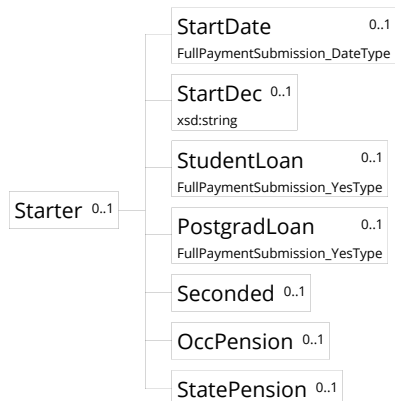 StartDate 0..1
FullPaymentSubmission_DateType
StartDec 0..1
xsd:string
StudentLoan 0..1
FullPaymentSubmission_YesType
Starter 0..1
PostgradLoan 0..1
FullPaymentSubmission_YesType
Seconded 0..1
OccPension 0..1
StatePension 0..1